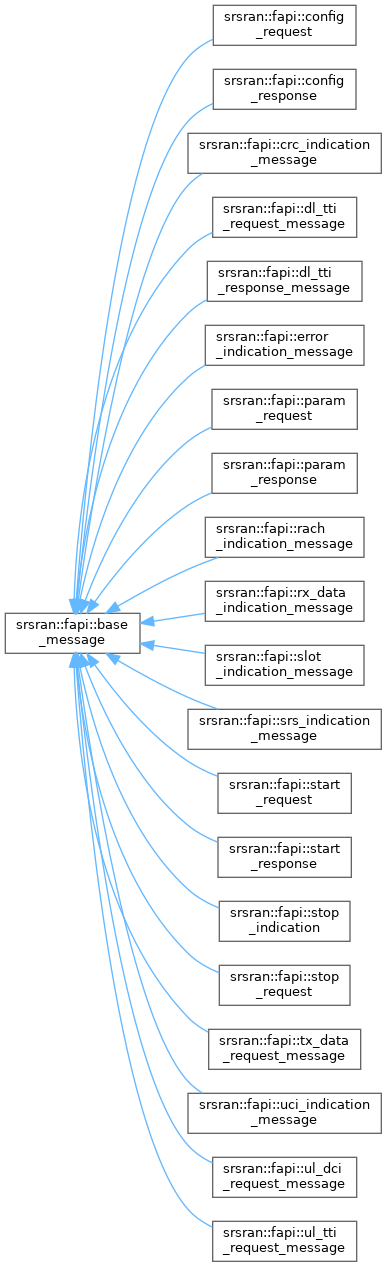 srsran::fapi::config
_request
srsran::fapi::config
_response
srsran::fapi::crc_indication
_message
srsran::fapi::dl_tti
_request_message
srsran::fapi::dl_tti
_response_message
srsran::fapi::error
_indication_message
srsran::fapi::param
_request
srsran::fapi::param
_response
srsran::fapi::rach
_indication_message
srsran::fapi::rx_data
_indication_message
srsran::fapi::base
_message
srsran::fapi::slot
_indication_message
srsran::fapi::srs_indication
_message
srsran::fapi::start
_request
srsran::fapi::start
_response
srsran::fapi::stop
_indication
srsran::fapi::stop
_request
srsran::fapi::tx_data
_request_message
srsran::fapi::uci_indication
_message
srsran::fapi::ul_dci
_request_message
srsran::fapi::ul_tti
_request_message